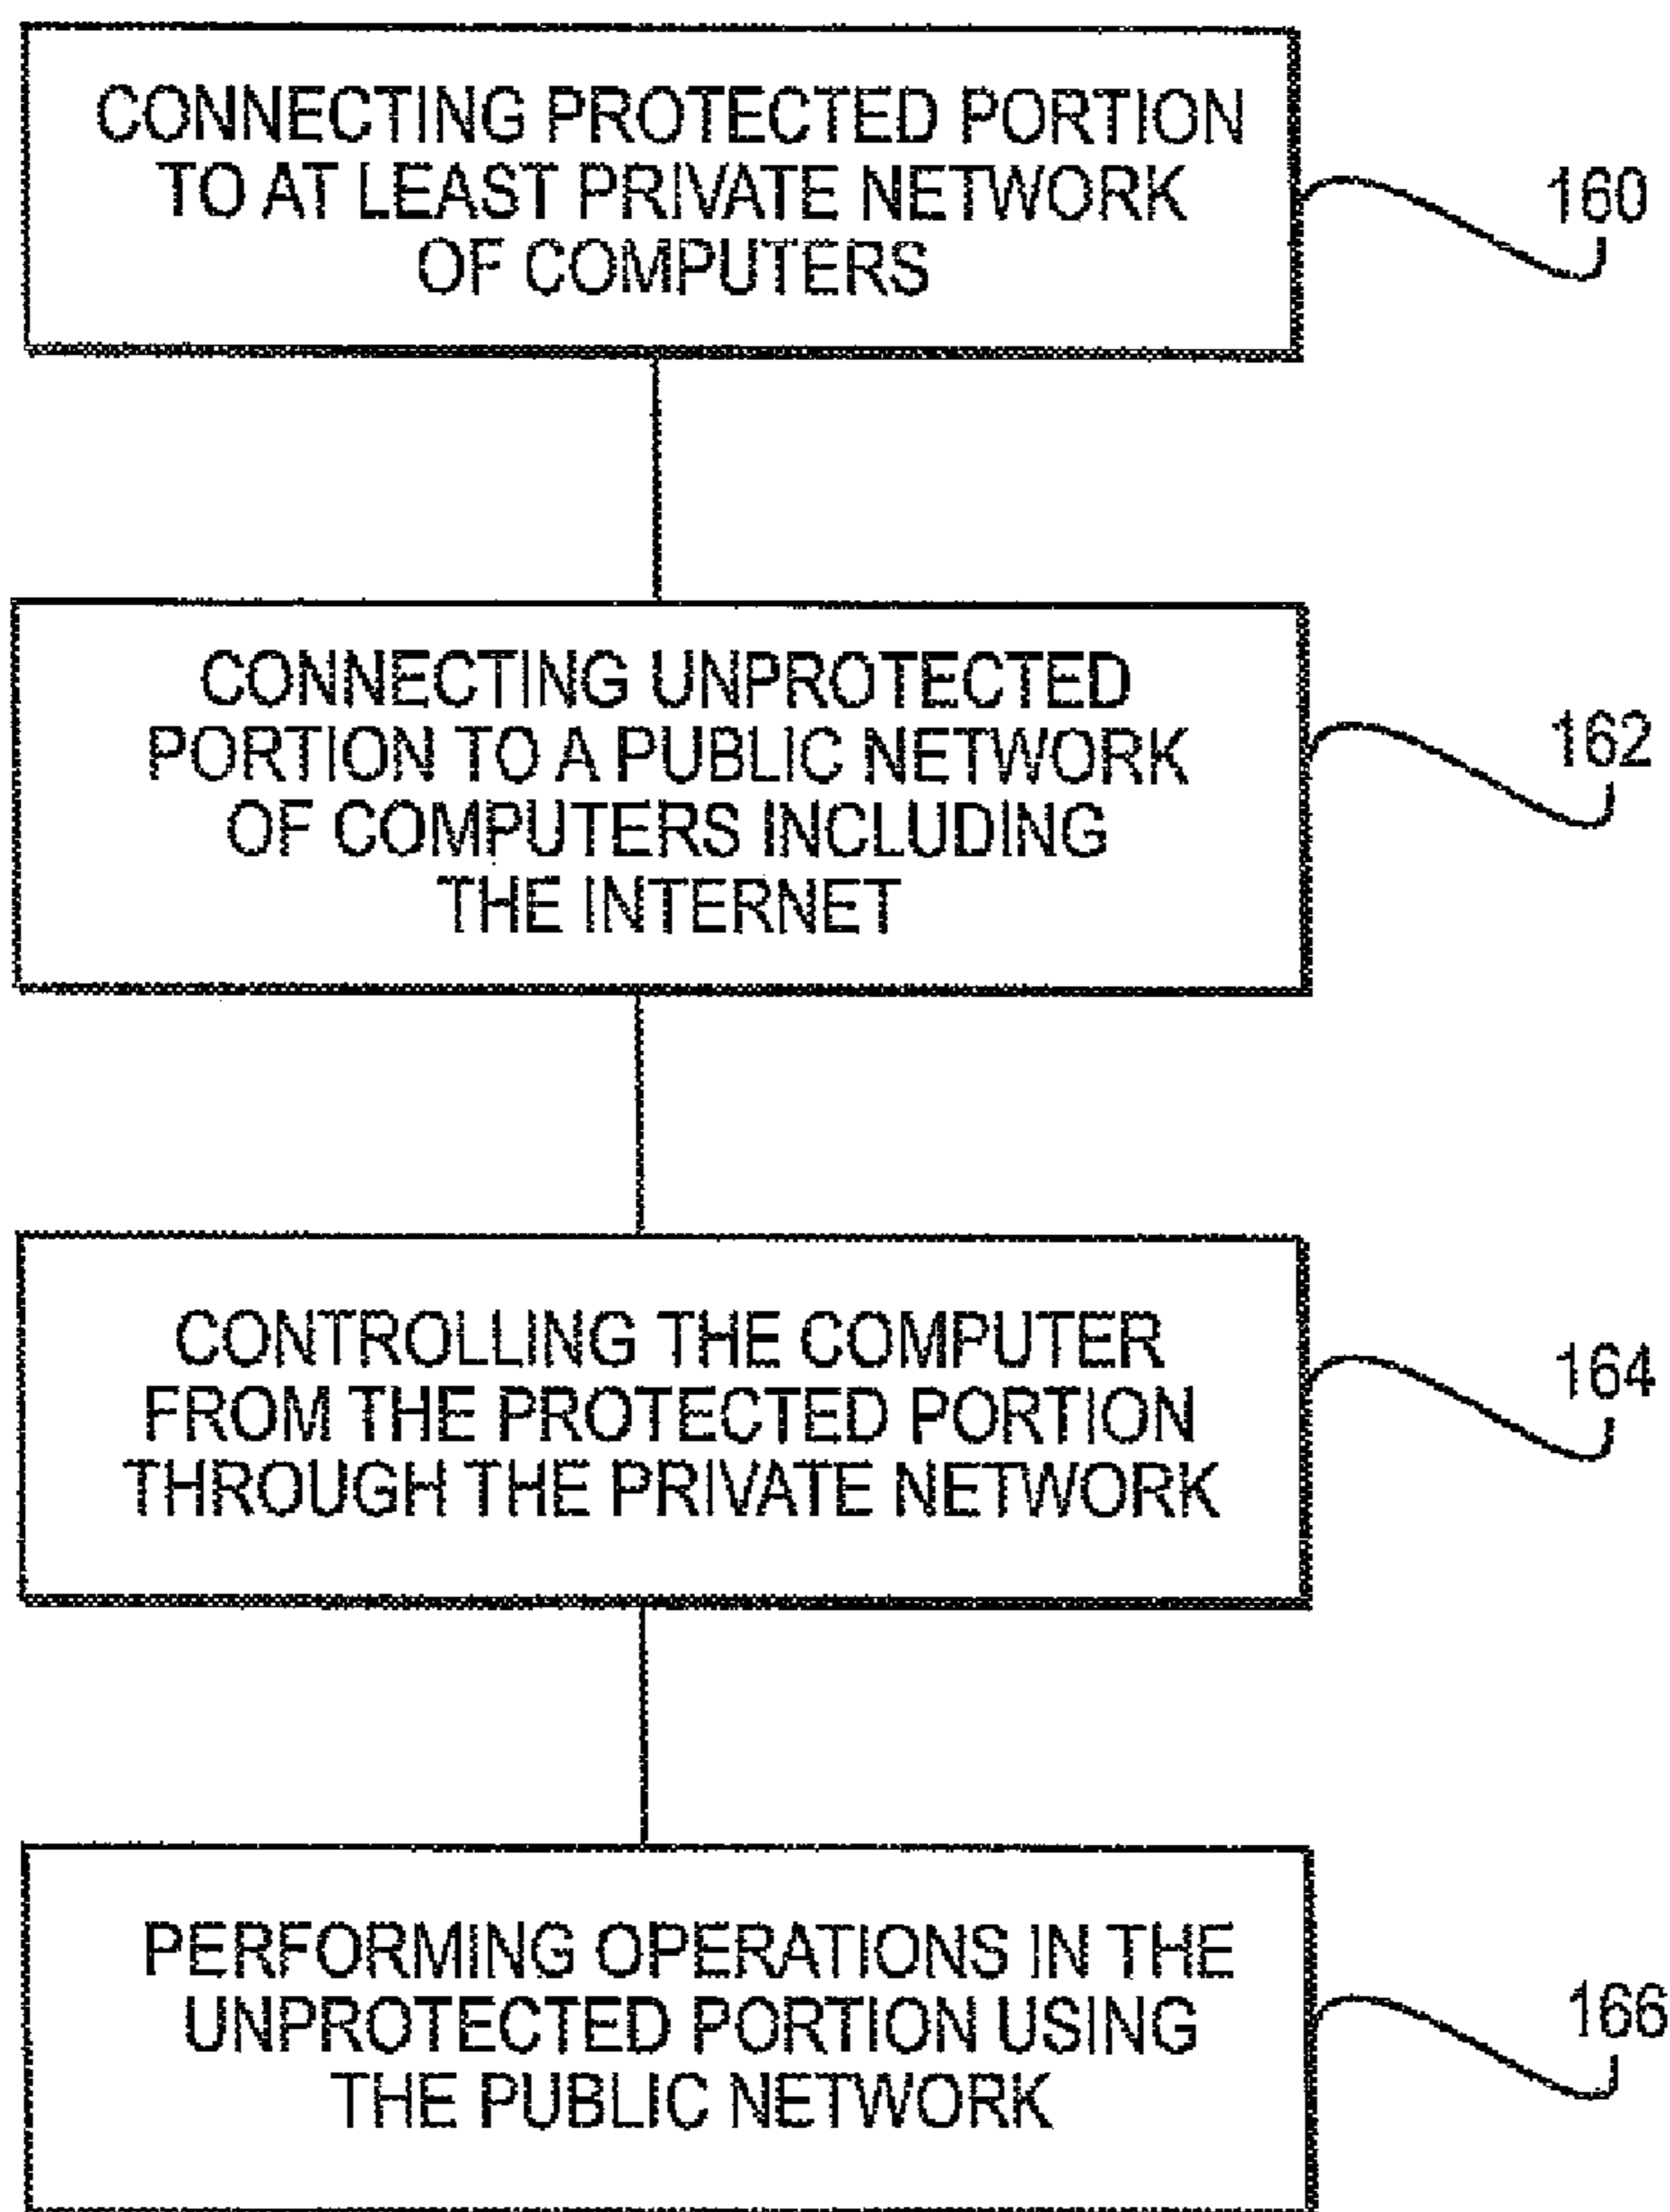 CONNECTING PROTECTED PORTION
TO AT LEAST PRIVATE NETWORK
OF COMPUTERS
160
CONNECTING UNPROTECTED
PORTION TO A PUBLIC NETWORK
OF COMPUTERS INCLUDING
THE INTERNET
162
CONTROLLING THE COMPUTER
FROM THE PROTECTED PORTION
THROUGH THE PRIVATE NETWORK
164
PERFORMING OPERATIONS IN THE
UNPROTECTED PORTION USING
THE PUBLIC NETWORK
166